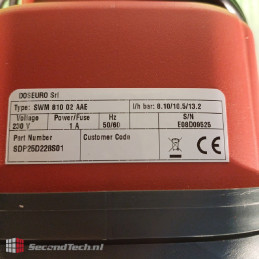 DOSEURO Srl
Type: SWM 810 02 AAE l/h bar: 8.10/10.5/13.2
Voltage Power/Fuse Hz S/N
230 V 1 A 50/60 E08D09525
Part Number Customer Code
SDP25D228S01
SecondTech.nl